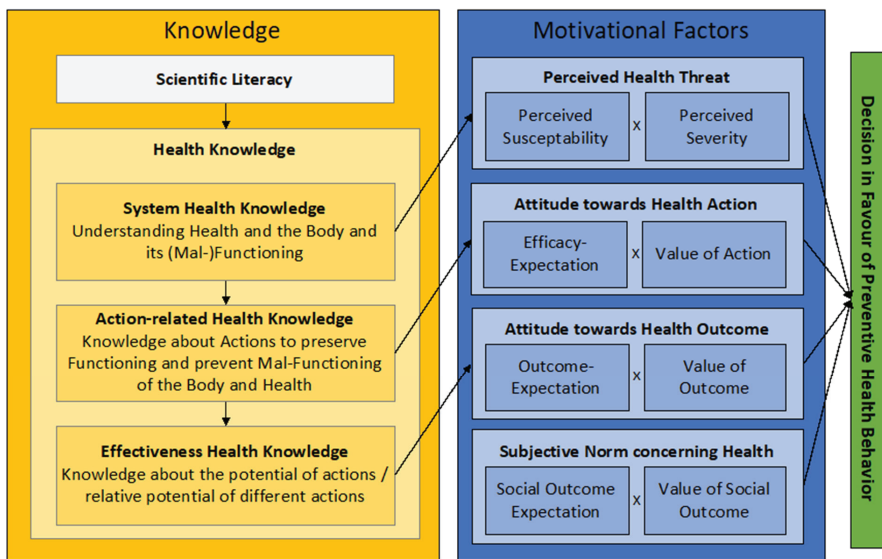 Knowledge
Scientific Literacy
Health Knowledge
System Health Knowledge
Understanding Health and the Body and
its (Mal-)Functioning
Action-related Health Knowledge
Knowledge about Actions to preserve
Functioning and prevent Mal-Functioning
of the Body and Health
Effectiveness Health Knowledge
Knowledge about the potential of actions /
relative potential of different actions
Motivational Factors
Perceived Health Threat
Perceived
Susceptability
x
Perceived
Severity
Attitude towards Health Action
Efficacy-
Expectation
x
Value of Action
Attitude towards Health Outcome
Outcome-
Expectation
x
Value of
Outcome
Subjective Norm concerning Health
Social Outcome
Expectation
x
Value of Social
Outcome
Decision in Favour of Preventive Health Behavior